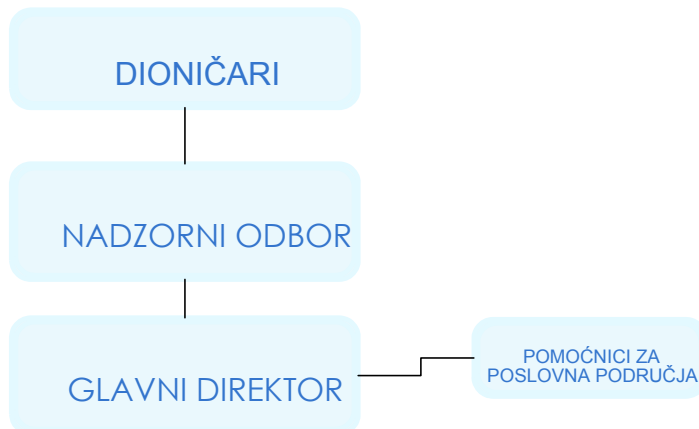 DIONIČARI
NADZORNI ODBOR
GLAVNI DIREKTOR
POMOĆNICI ZA
POSLOVNA PODRUČJA